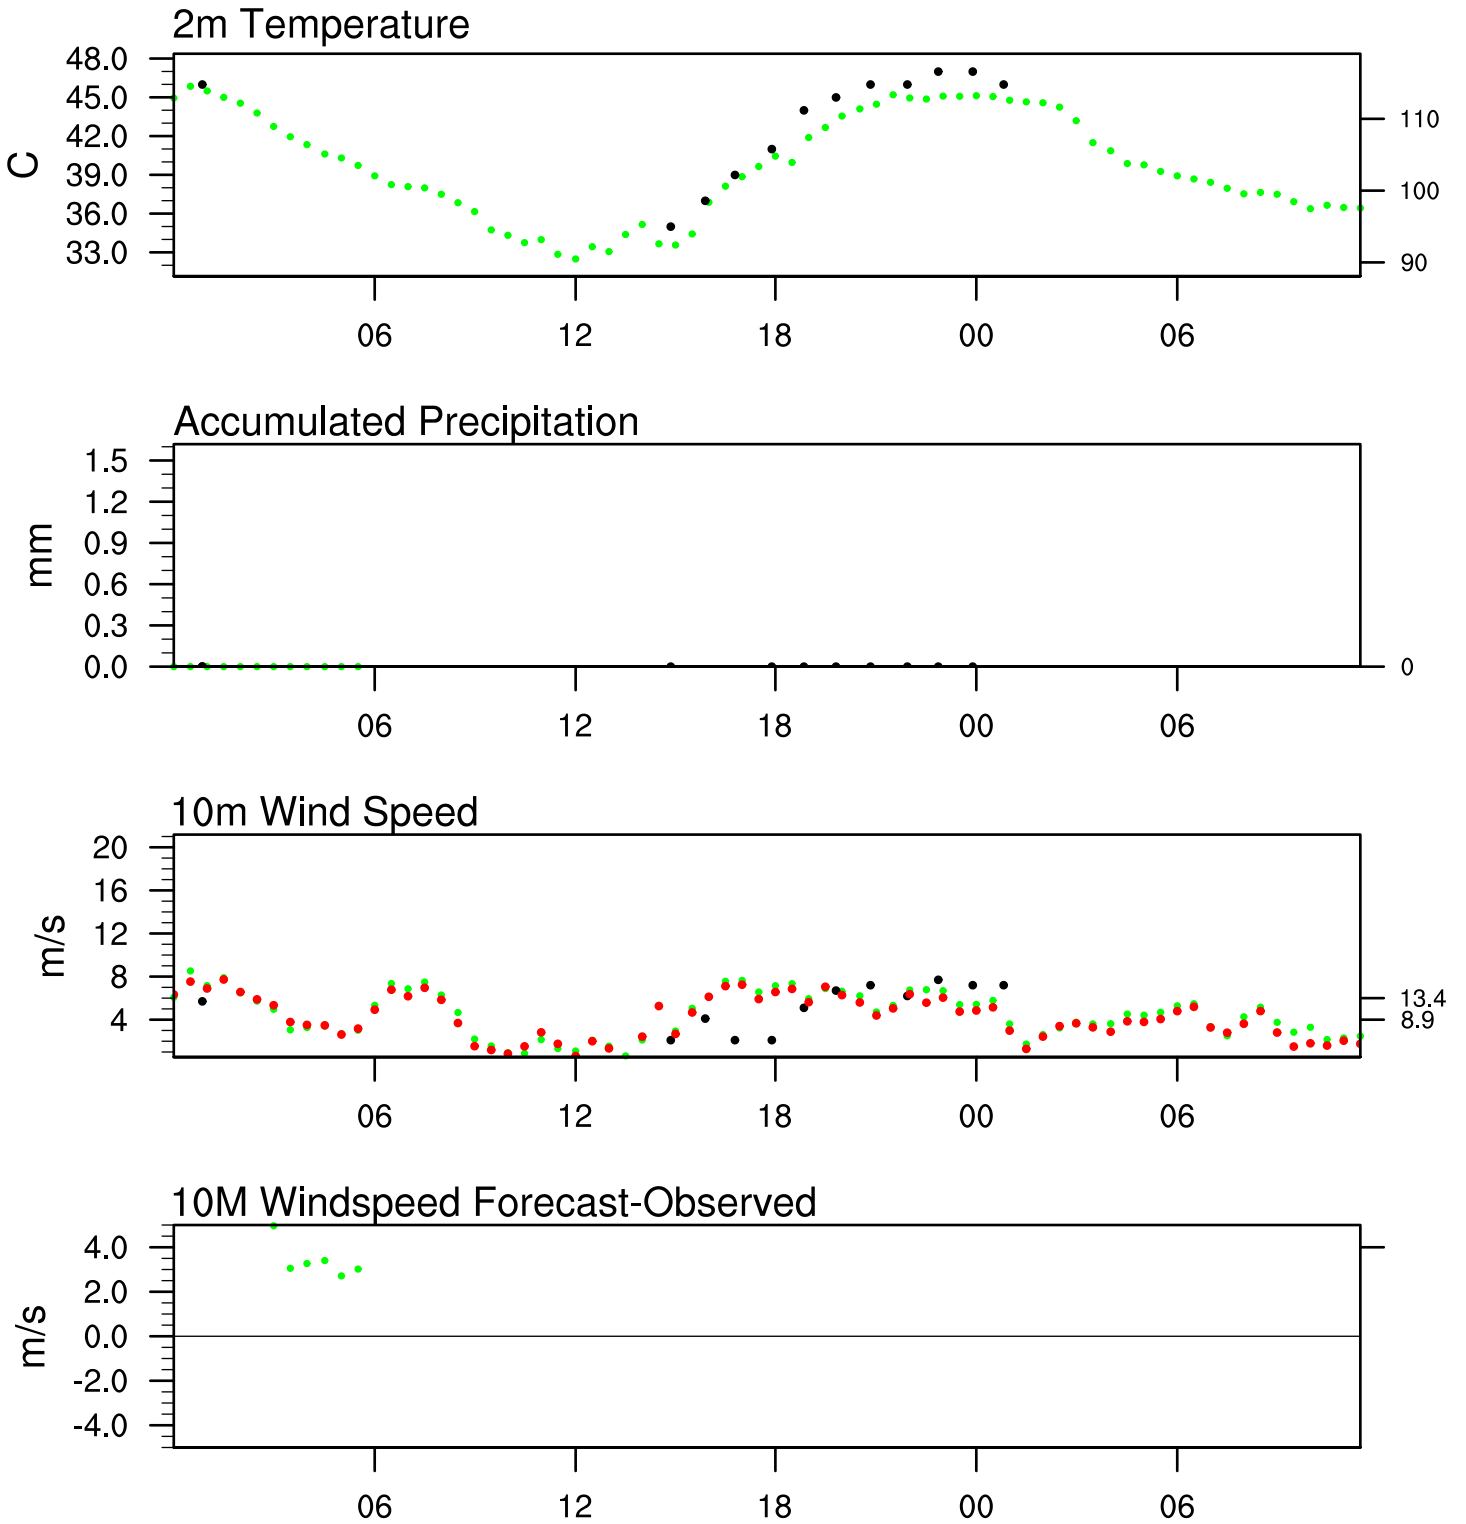 2m Temperature
48.0
45.0
42.0
39.0
36.0
33.0
C
110
100
90
06 12 18 00 06
Accumulated Precipitation
1.5
1.2
0.9
0.6
0.3
0.0
mm
0
06 12 18 00 06
10m Wind Speed
20
16
12
8
4
m/s
13.4
8.9
06 12 18 00 06
10M Windspeed Forecast-Observed
4.0
2.0
0.0
-2.0
-4.0
m/s
06 12 18 00 06